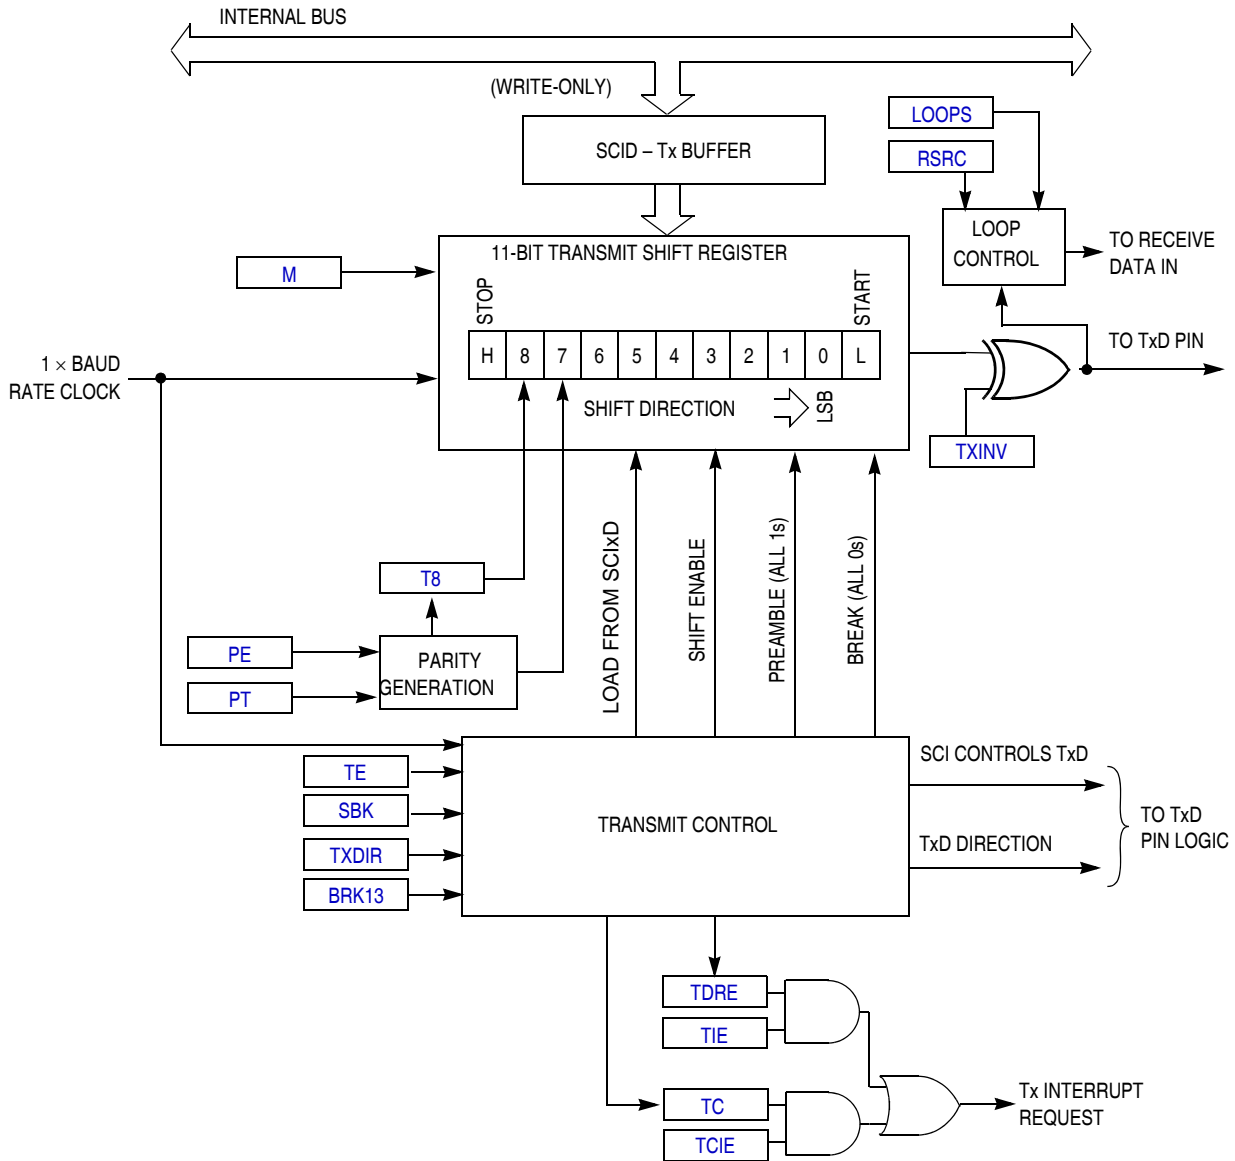 INTERNAL BUS
(WRITE-ONLY)
SCID – Tx BUFFER
LOOPS
RSRC
LOOP
CONTROL
TO RECEIVE
DATA IN
11-BIT TRANSMIT SHIFT REGISTER
M
STOP
START
H 8 7 6 5 4 3 2 1 0 L
1 × BAUD
RATE CLOCK
TO TxD PIN
SHIFT DIRECTION
LSB
TXINV
LOAD FROM SCIxD
SHIFT ENABLE
PREAMBLE (ALL 1s)
BREAK (ALL 0s)
T8
PE
PT
PARITY
GENERATION
TE
SBK
TXDIR
BRK13
TRANSMIT CONTROL
SCI CONTROLS TxD
TxD DIRECTION
TO TxD
PIN LOGIC
TDRE
TIE
TC
TCIE
Tx INTERRUPT
REQUEST